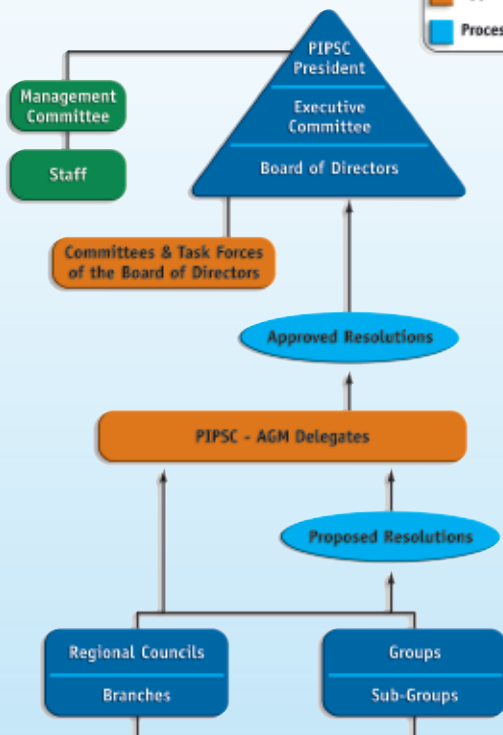 Process
PIPSC
President
Executive
Committee
Board of Directors
Management
Committee
Staff
Committees & Task Forces
of the Board of Directors
Approved Resolutions
PIPSC - AGM Delegates
Proposed Resolutions
Regional Councils
Branches
Groups
Sub-Groups